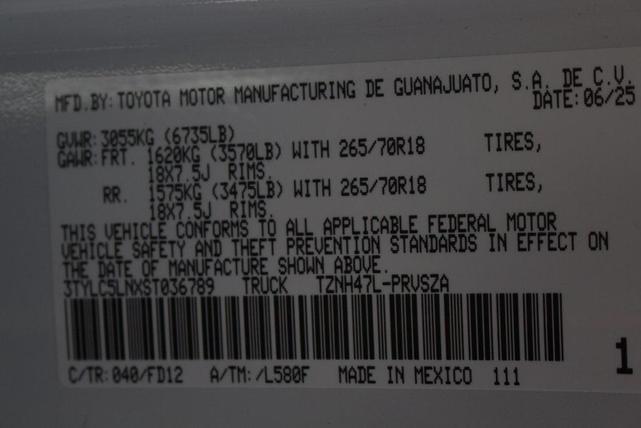 MFD.BY:TOYOTA MOTOR MANUFACTURING DE GUANAJUATO, S.A. DE C.V.
DATE:06/25
GVWR:3055KG (6735LB)
GAWR:FRT. 1620KG (3570LB) WITH 265/70R18 TIRES,
18X7.5J RIMS.
RR. 1575KG (3475LB) WITH 265/70R18 TIRES,
18X7.5J RIMS.
THIS VEHICLE CONFORMS TO ALL APPLICABLE FEDERAL MOTOR
VEHICLE SAFETY AND THEFT PREVENTION STANDARDS IN EFFECT ON
THE DATE OF MANUFACTURE SHOWN ABOVE.
3TYLC5LNXST036789 TRUCK TZNH47L-PRVSZA
1
C/TR:040/FD12 A/TM:/L580F MADE IN MEXICO 111